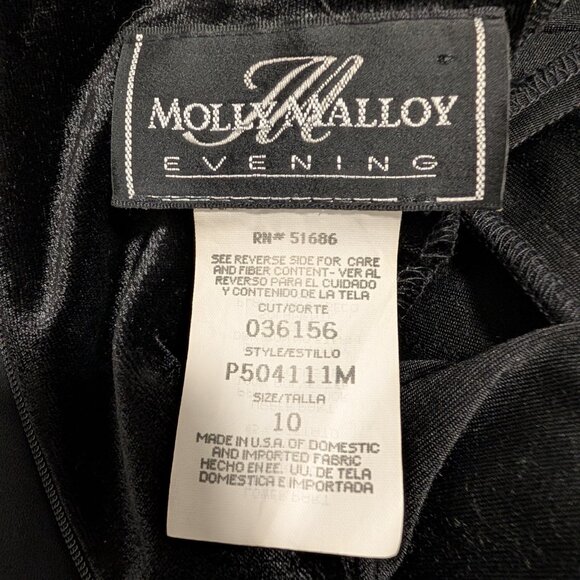 M
MOLLY MALLOY
EVENING
RN# 51686
SEE REVERSE SIDE FOR CARE
AND FIBER CONTENT- VER AL
REVERSO PARA EL CUIDADO
Y CONTENIDO DE LA TELA
CUT/CORTE
036156
STYLE/ESTILLO
P504111M
SIZE/TALLA
10
MADE IN U.S.A. OF DOMESTIC
AND IMPORTED FABRIC
HECHO EN EE. UU. DE TELA
DOMESTICA E IMPORTADA